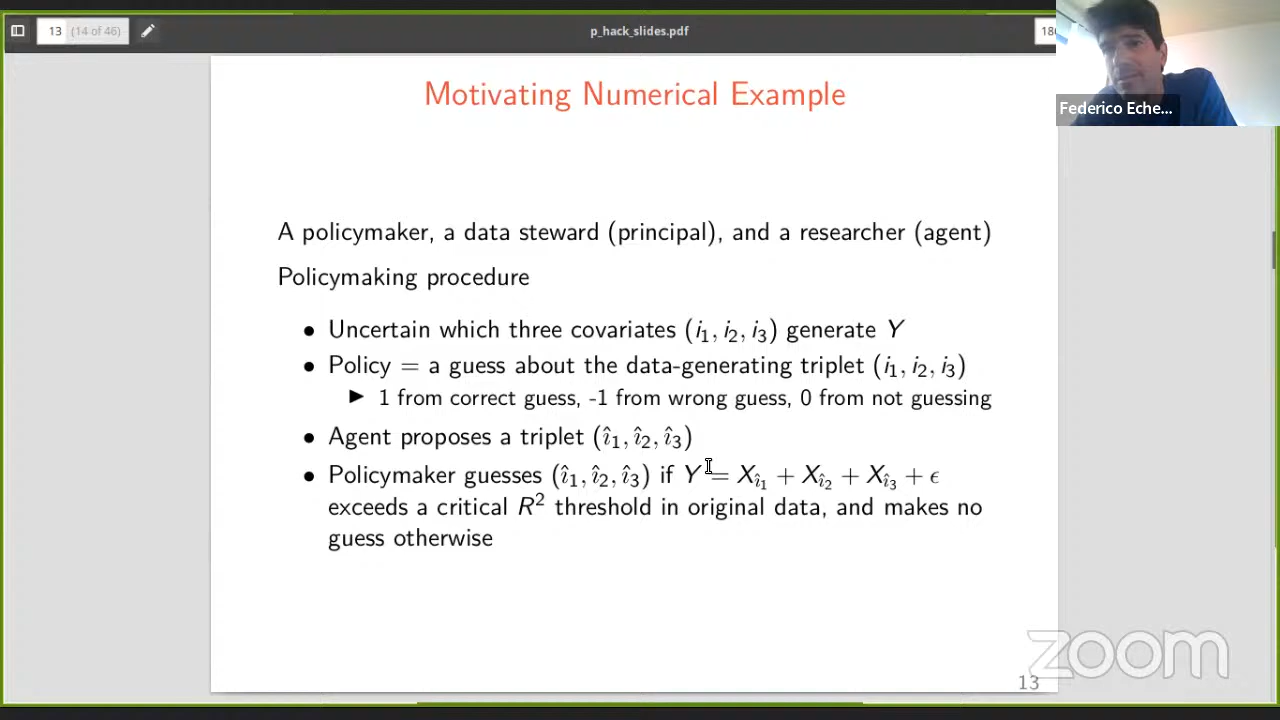 13 (14 of 46)
p_hack_slides.pdf
Federico Eche...
Motivating Numerical Example
A policymaker, a data steward (principal), and a researcher (agent)
Policymaking procedure
• Uncertain which three covariates (i₁, i₂, i₃) generate Y
• Policy = a guess about the data-generating triplet (i₁, i₂, i₃)
▶ 1 from correct guess, -1 from wrong guess, 0 from not guessing
• Agent proposes a triplet (î₁, î₂, î₃)
• Policymaker guesses (î₁, î₂, î₃) if Y = X_î₁ + X_î₂ + X_î₃ + ϵ
exceeds a critical R² threshold in original data, and makes no
guess otherwise
zoom
13